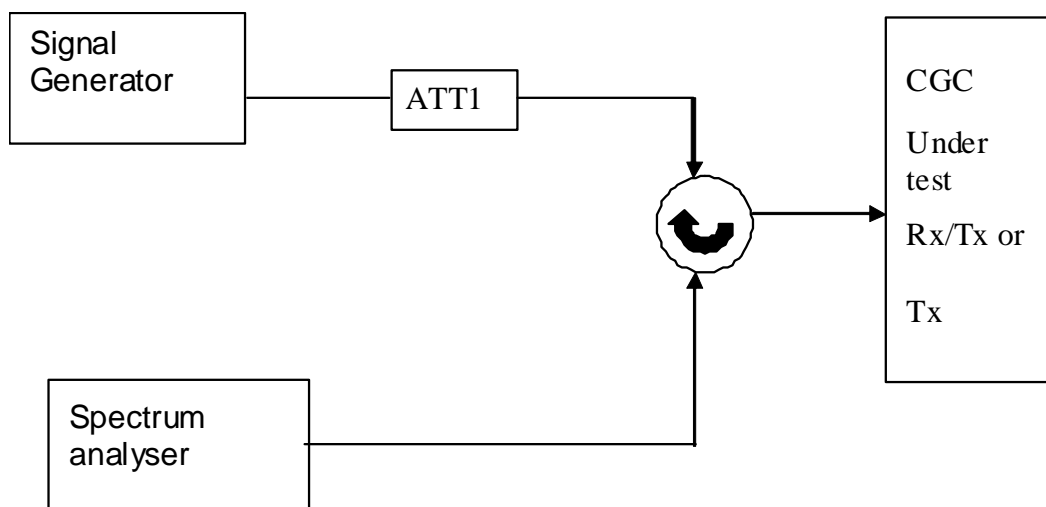 Signal
Generator
ATT1
CGC
Under
test
Rx/Tx or
Tx
Spectrum
analyser